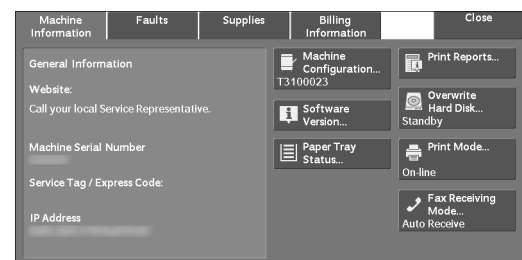 Machine
Information
Faults
Supplies
Billing
Information
Close
General Information
Website:
Call your local Service Representative.
Machine Serial Number
Service Tag / Express Code:
IP Address
Machine
Configuration...
T3100023
Software
Version...
Paper Tray
Status...
Print Reports...
Overwrite
Hard Disk...
Standby
Print Mode...
On-line
Fax Receiving
Mode...
Auto Receive